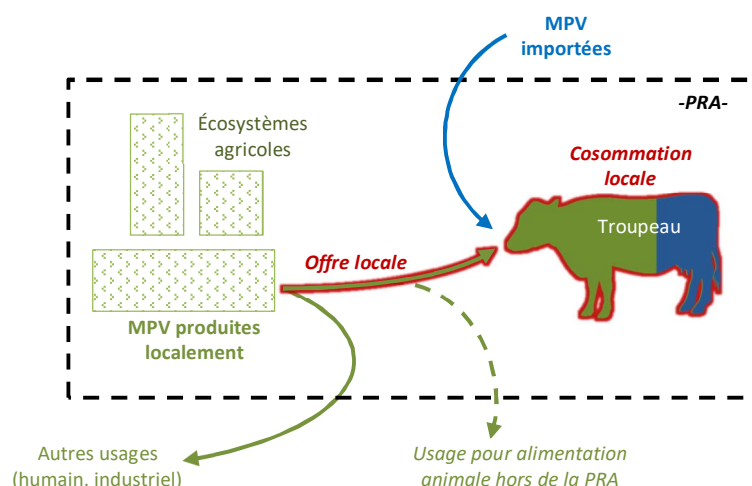 MPV
importées
-PRA-
Écosystèmes
agricoles
Cosommation
locale
Troupeau
Offre locale
MPV produites
localement
Autres usages
(humain, industriel)
Usage pour alimentation
animale hors de la PRA